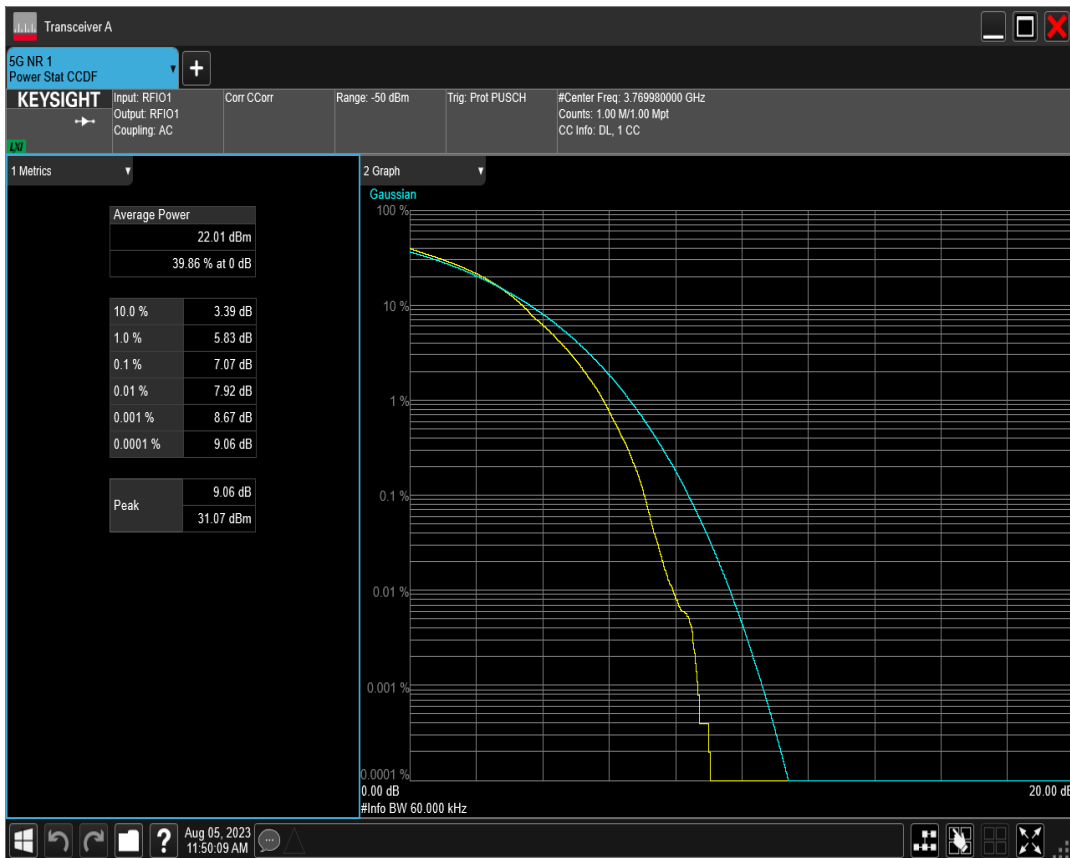 Transceiver A
5G NR 1
Power Stat CCDF
KEYSIGHT
LXI
Input: RFIO1
Output: RFIO1
Coupling: AC
Corr CCorr
Range: -50 dBm
Trig: Prot PUSCH
#Center Freq: 3.769980000 GHz
Counts: 1.00 M/1.00 Mpt
CC Info: DL, 1 CC
1 Metrics
Average Power
22.01 dBm
39.86 % at 0 dB
10.0 % 3.39 dB
1.0 % 5.83 dB
0.1 % 7.07 dB
0.01 % 7.92 dB
0.001 % 8.67 dB
0.0001 % 9.06 dB
Peak
9.06 dB
31.07 dBm
2 Graph
Gaussian
100 %
10 %
1 %
0.1 %
0.01 %
0.001 %
0.0001 %
0.00 dB 20.00 dB
#Info BW 60.000 kHz
Aug 05, 2023
11:50:09 AM